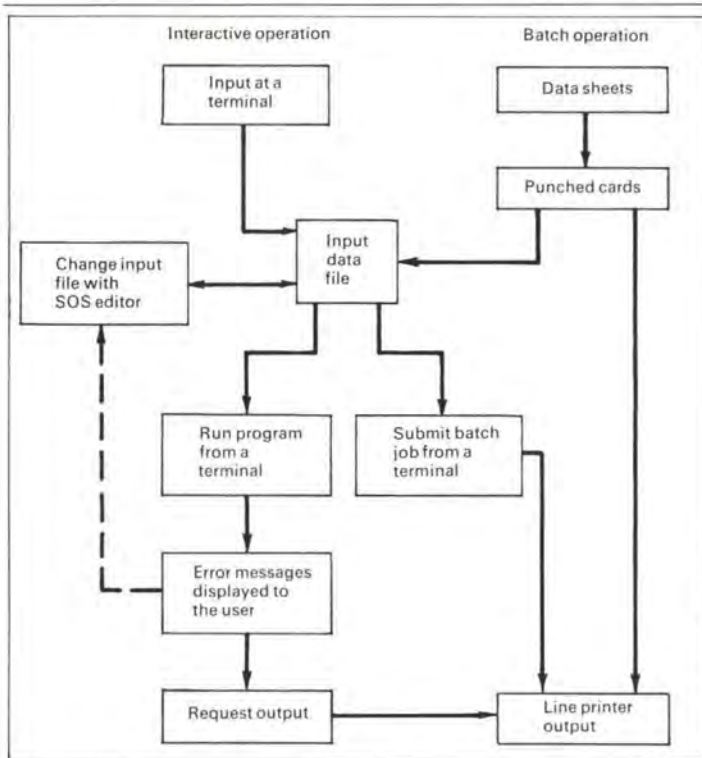 Interactive operation
Batch operation
Input at a
terminal
Data sheets
Punched cards
Input
data
file
Change input
file with
SOS editor
Run program
from a
terminal
Submit batch
job from a
terminal
Error messages
displayed to
the user
Request output
Line printer
output